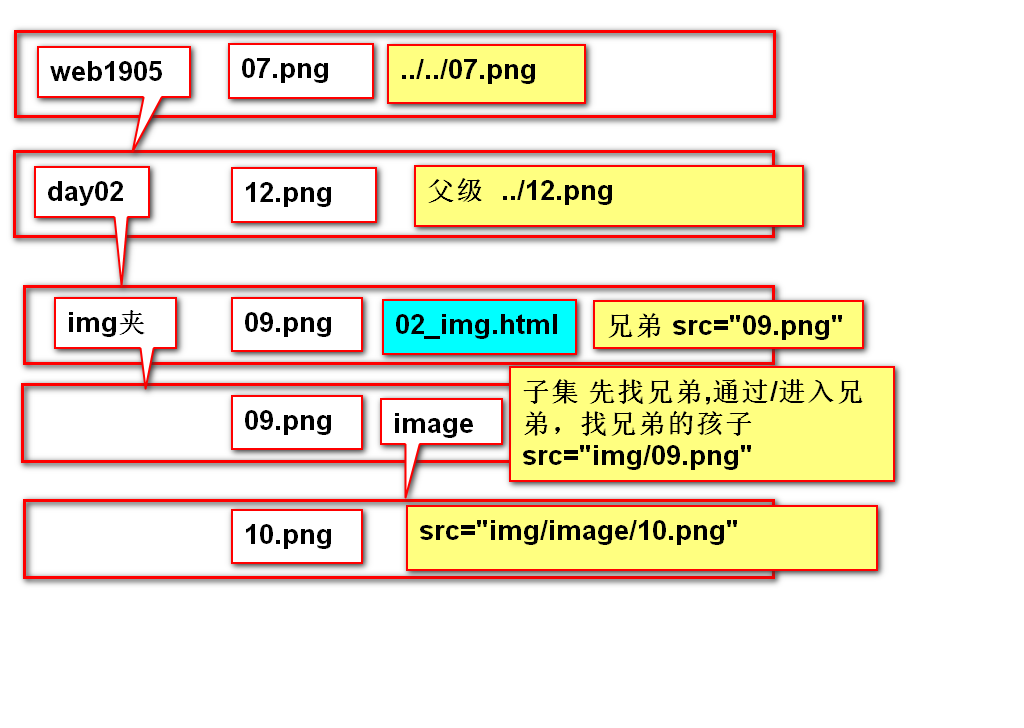 web1905 07.png ../../07.png
day02 12.png 父级 ../12.png
img夹 09.png 02_img.html 兄弟 src="09.png"
09.png image
子集 先找兄弟,通过/进入兄
弟，找兄弟的孩子
src="img/09.png"
10.png src="img/image/10.png"